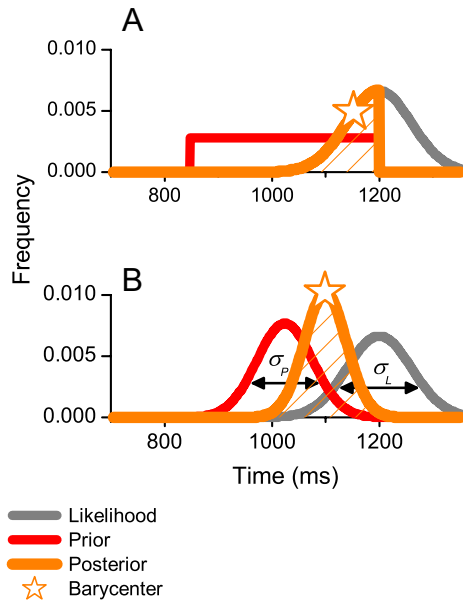 A
0.010
0.005
0.000
800 1000 1200
Frequency
B
0.010
0.005
0.000
σP σL
800 1000 1200
Time (ms)
Likelihood
Prior
Posterior
Barycenter